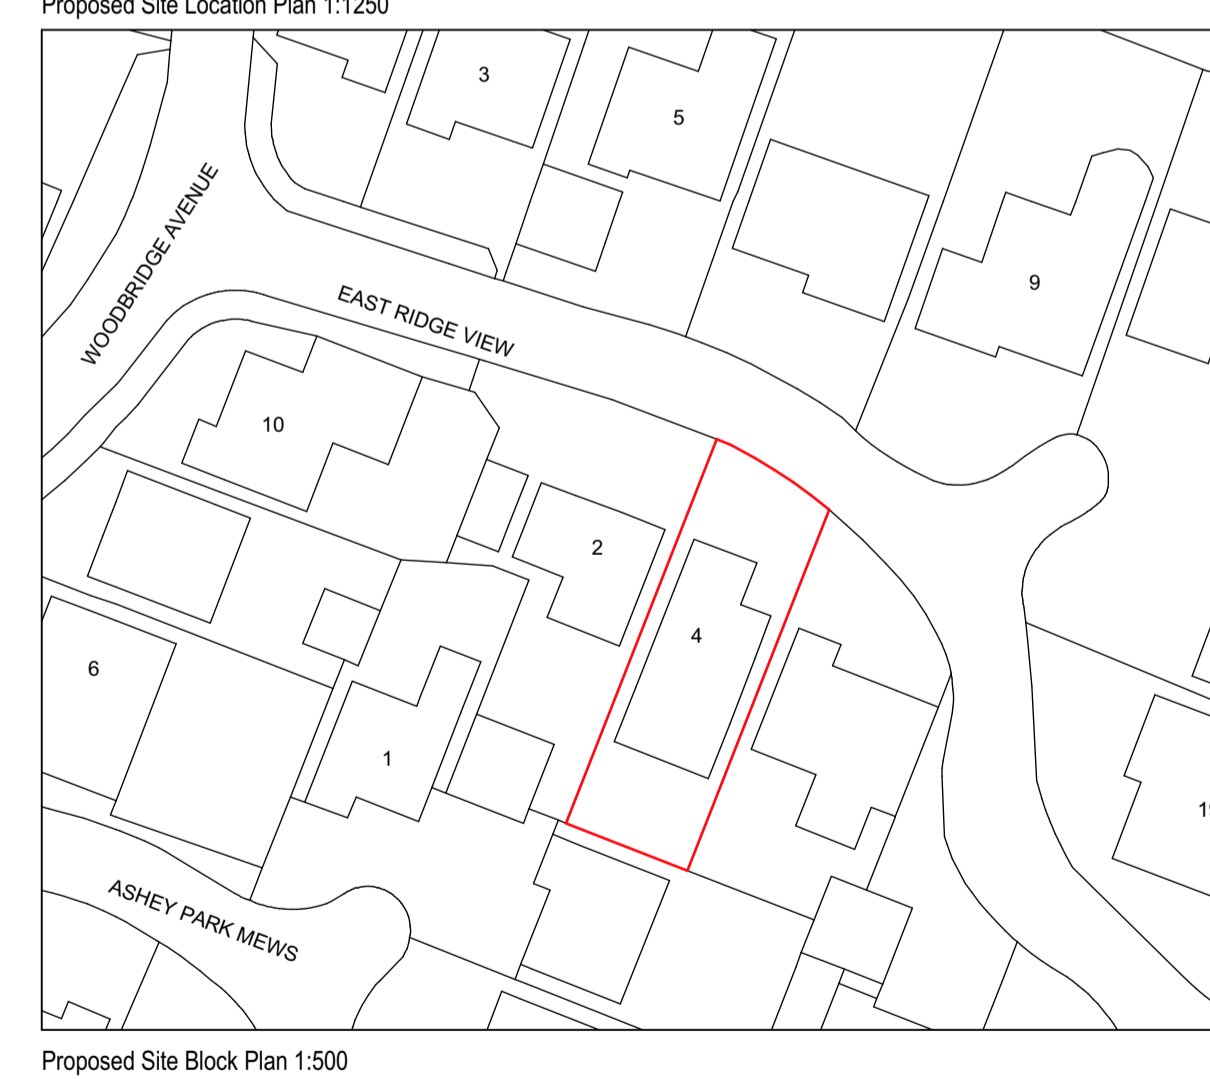 Proposed Site Location Plan 1:1250
3
5
WOODBRIDGE AVENUE
9
EAST RIDGE VIEW
10
2
4
6
1
ASHEY PARK MEWS
Proposed Site Block Plan 1:500